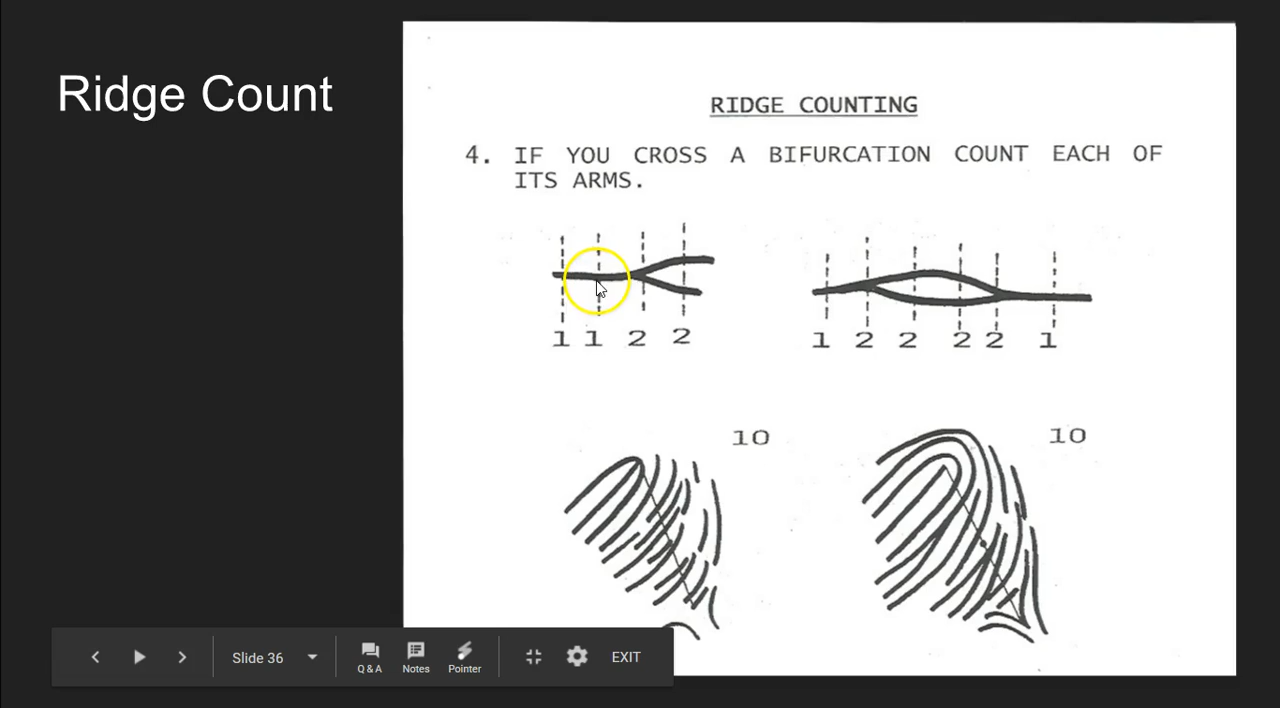 Ridge Count
RIDGE COUNTING
4. IF YOU CROSS A BIFURCATION COUNT EACH OF
ITS ARMS.
1 1 2 2
1 2 2 2 2 1
10
10
Slide 36
Q & A
Notes
Pointer
EXIT